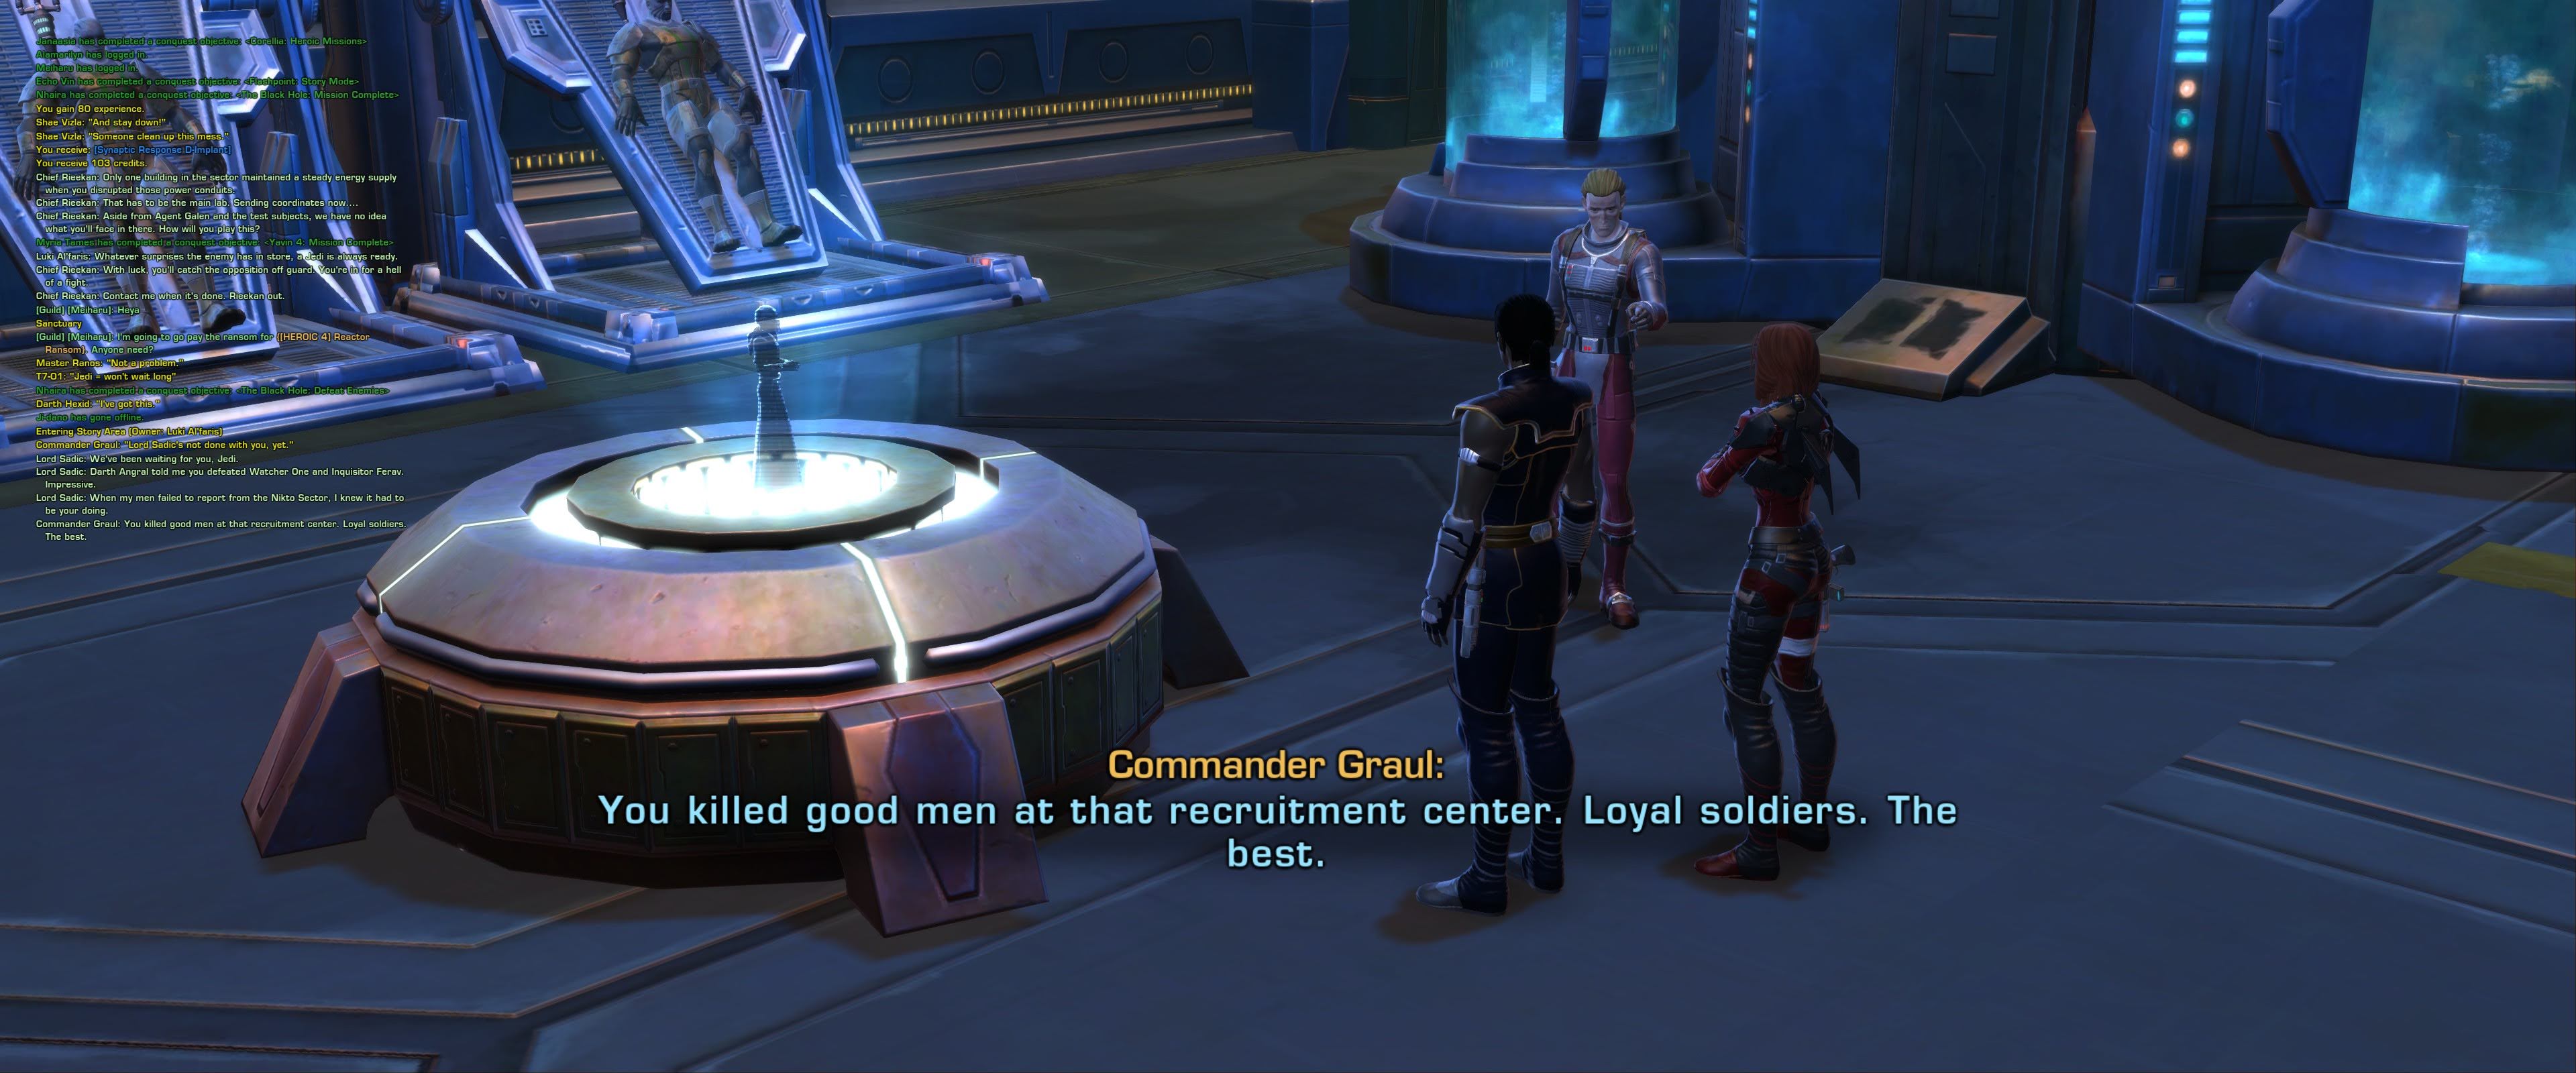 Janaasia has completed a conquest objective: <Corellia: Heroic Missions>
Alamarilyn has logged in.
Meiharu has logged in.
Echo-Vin has completed a conquest objective: <Flashpoint: Story Mode>
Nhaira has completed a conquest objective: <The Black Hole: Mission Complete>
You gain 80 experience.
Shae Vizla: "And stay down!"
Shae Vizla: "Someone clean up this mess."
You receive: [Synaptic Response D-Implant]
You receive 103 credits.
Chief Rieekan: Only one building in the sector maintained a steady energy supply
when you disrupted those power conduits.
Chief Rieekan: That has to be the main lab. Sending coordinates now....
Chief Rieekan: Aside from Agent Galen and the test subjects, we have no idea
what you'll face in there. How will you play this?
Myria-Tames has completed a conquest objective: <Yavin 4: Mission Complete>
Luki Al'faris: Whatever surprises the enemy has in store, a Jedi is always ready.
Chief Rieekan: With luck, you'll catch the opposition off guard. You're in for a hell
of a fight.
Chief Rieekan: Contact me when it's done. Rieekan out.
[Guild] [Meiharu]: Heya
Sanctuary
[Guild] [Meiharu]: I'm going to go pay the ransom for {[HEROIC 4] Reactor
Ransom}. Anyone need?
Master Ranos: "Not a problem."
T7-01: "Jedi = won't wait long"
Nhaira has completed a conquest objective: <The Black Hole: Defeat Enemies>
Darth Hexid: "I've got this."
has gone offline.
Entering Story Area (Owner: Luki Al'faris)
Commander Graul: "Lord Sadic's not done with you, yet."
Lord Sadic: We've been waiting for you, Jedi.
Lord Sadic: Darth Angral told me you defeated Watcher One and Inquisitor Ferav.
Impressive.
Lord Sadic: When my men failed to report from the Nikto Sector, I knew it had to
be your doing.
Commander Graul: You killed good men at that recruitment center. Loyal soldiers.
The best.
Commander Graul:
You killed good men at that recruitment center. Loyal soldiers. The
best.